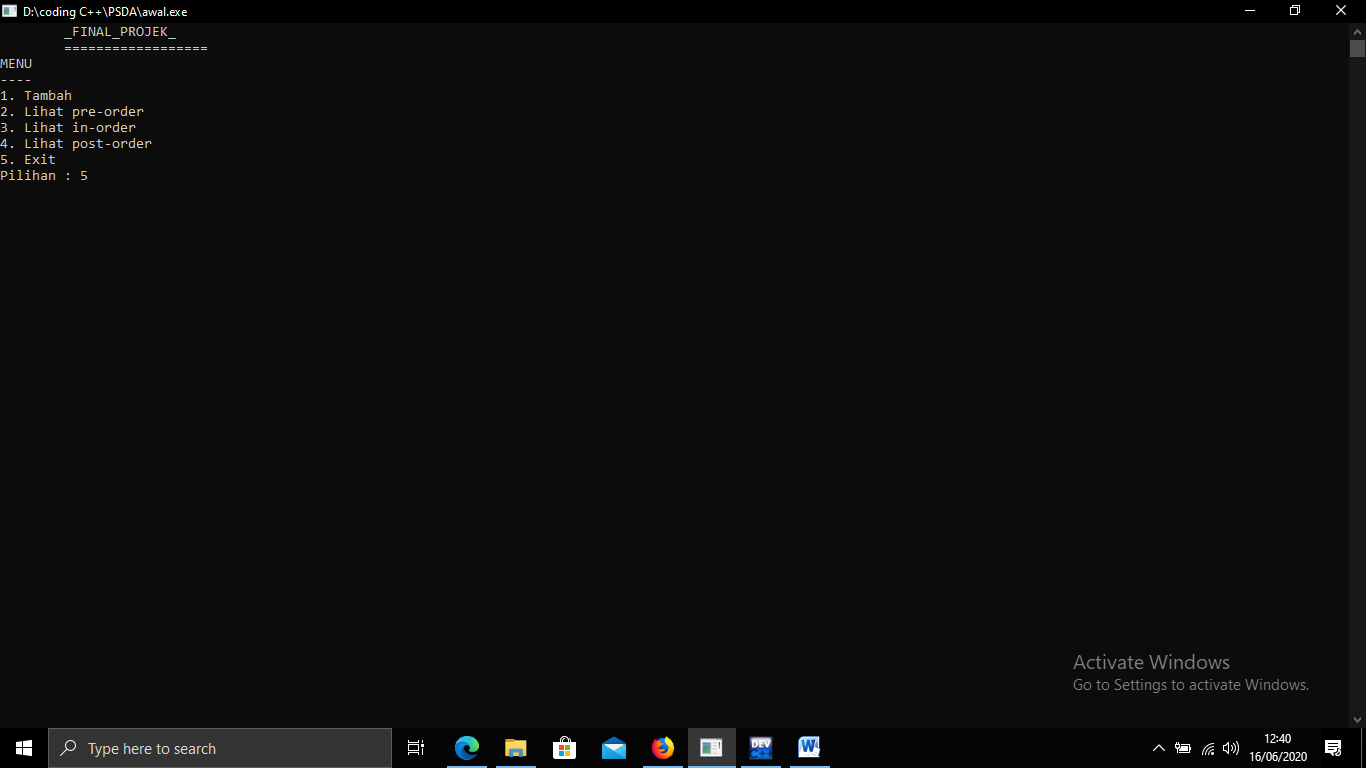 D:\coding C++\PSDA\awal.exe
_FINAL_PROJEK_
==================
MENU
----
1. Tambah
2. Lihat pre-order
3. Lihat in-order
4. Lihat post-order
5. Exit
Pilihan : 5
Activate Windows
Go to Settings to activate Windows.
Type here to search
DEV
W
12:40
16/06/2020